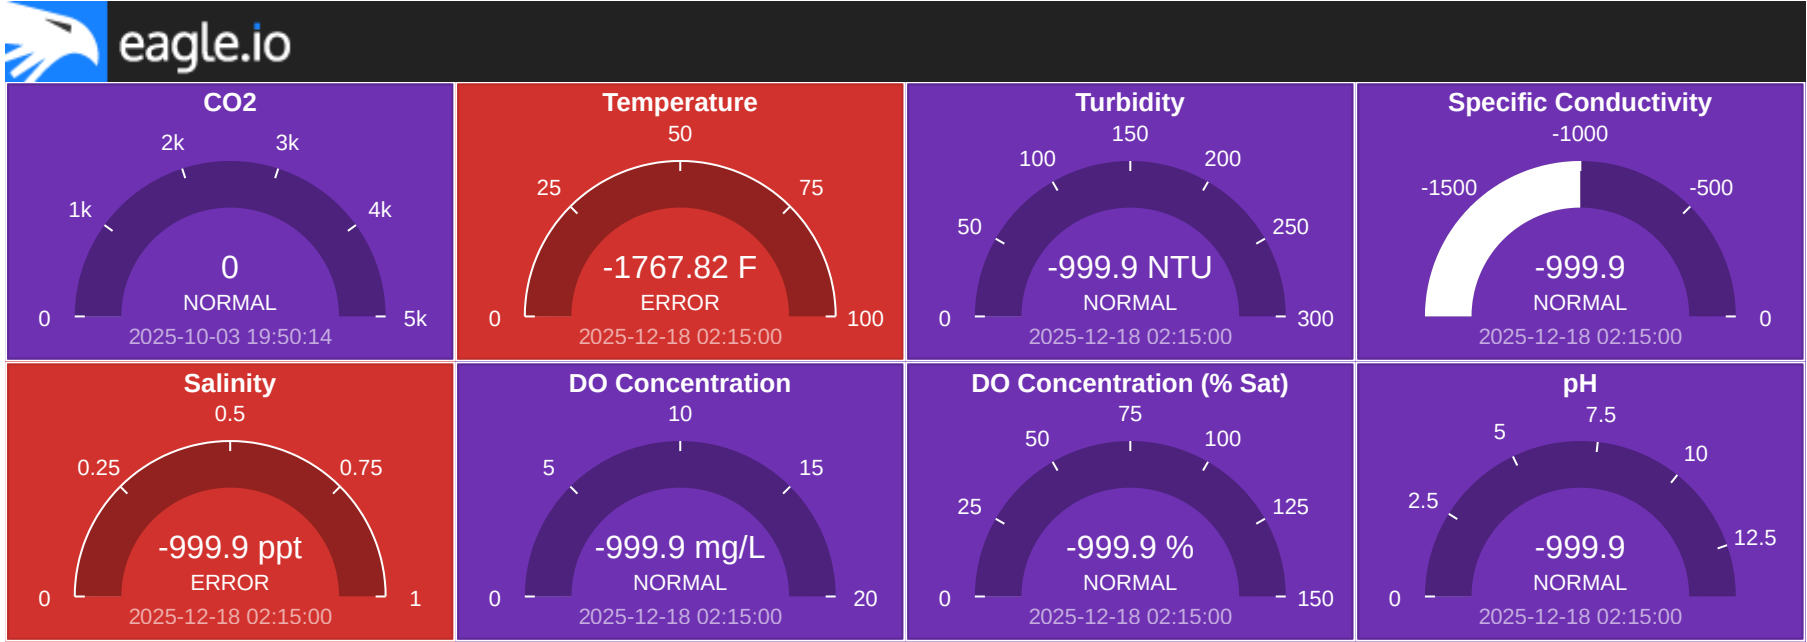 eagle.io
CO2
2k
3k
1k
4k
0
NORMAL
0
5k
2025-10-03 19:50:14
Temperature
50
25
75
-1767.82 F
ERROR
0
100
2025-12-18 02:15:00
Turbidity
150
100
200
50
250
-999.9 NTU
NORMAL
0
300
2025-12-18 02:15:00
Specific Conductivity
-1000
-1500
-500
-999.9
NORMAL
0
2025-12-18 02:15:00
Salinity
0.5
0.25
0.75
-999.9 ppt
ERROR
0
1
2025-12-18 02:15:00
DO Concentration
10
5
15
-999.9 mg/L
NORMAL
0
20
2025-12-18 02:15:00
DO Concentration (% Sat)
75
50
100
25
125
-999.9 %
NORMAL
0
150
2025-12-18 02:15:00
pH
7.5
5
10
2.5
12.5
-999.9
NORMAL
0
2025-12-18 02:15:00